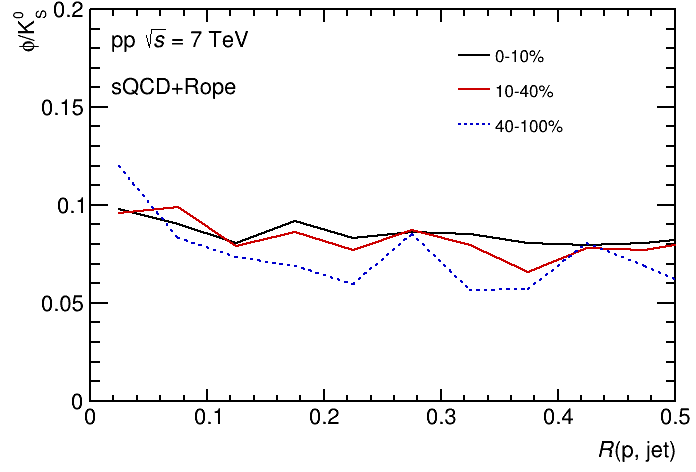 ϕ/K⁰ₛ
0.2
0.15
0.1
0.05
0
pp √s = 7 TeV
sQCD+Rope
0-10%
10-40%
40-100%
0 0.1 0.2 0.3 0.4 0.5
R(p, jet)